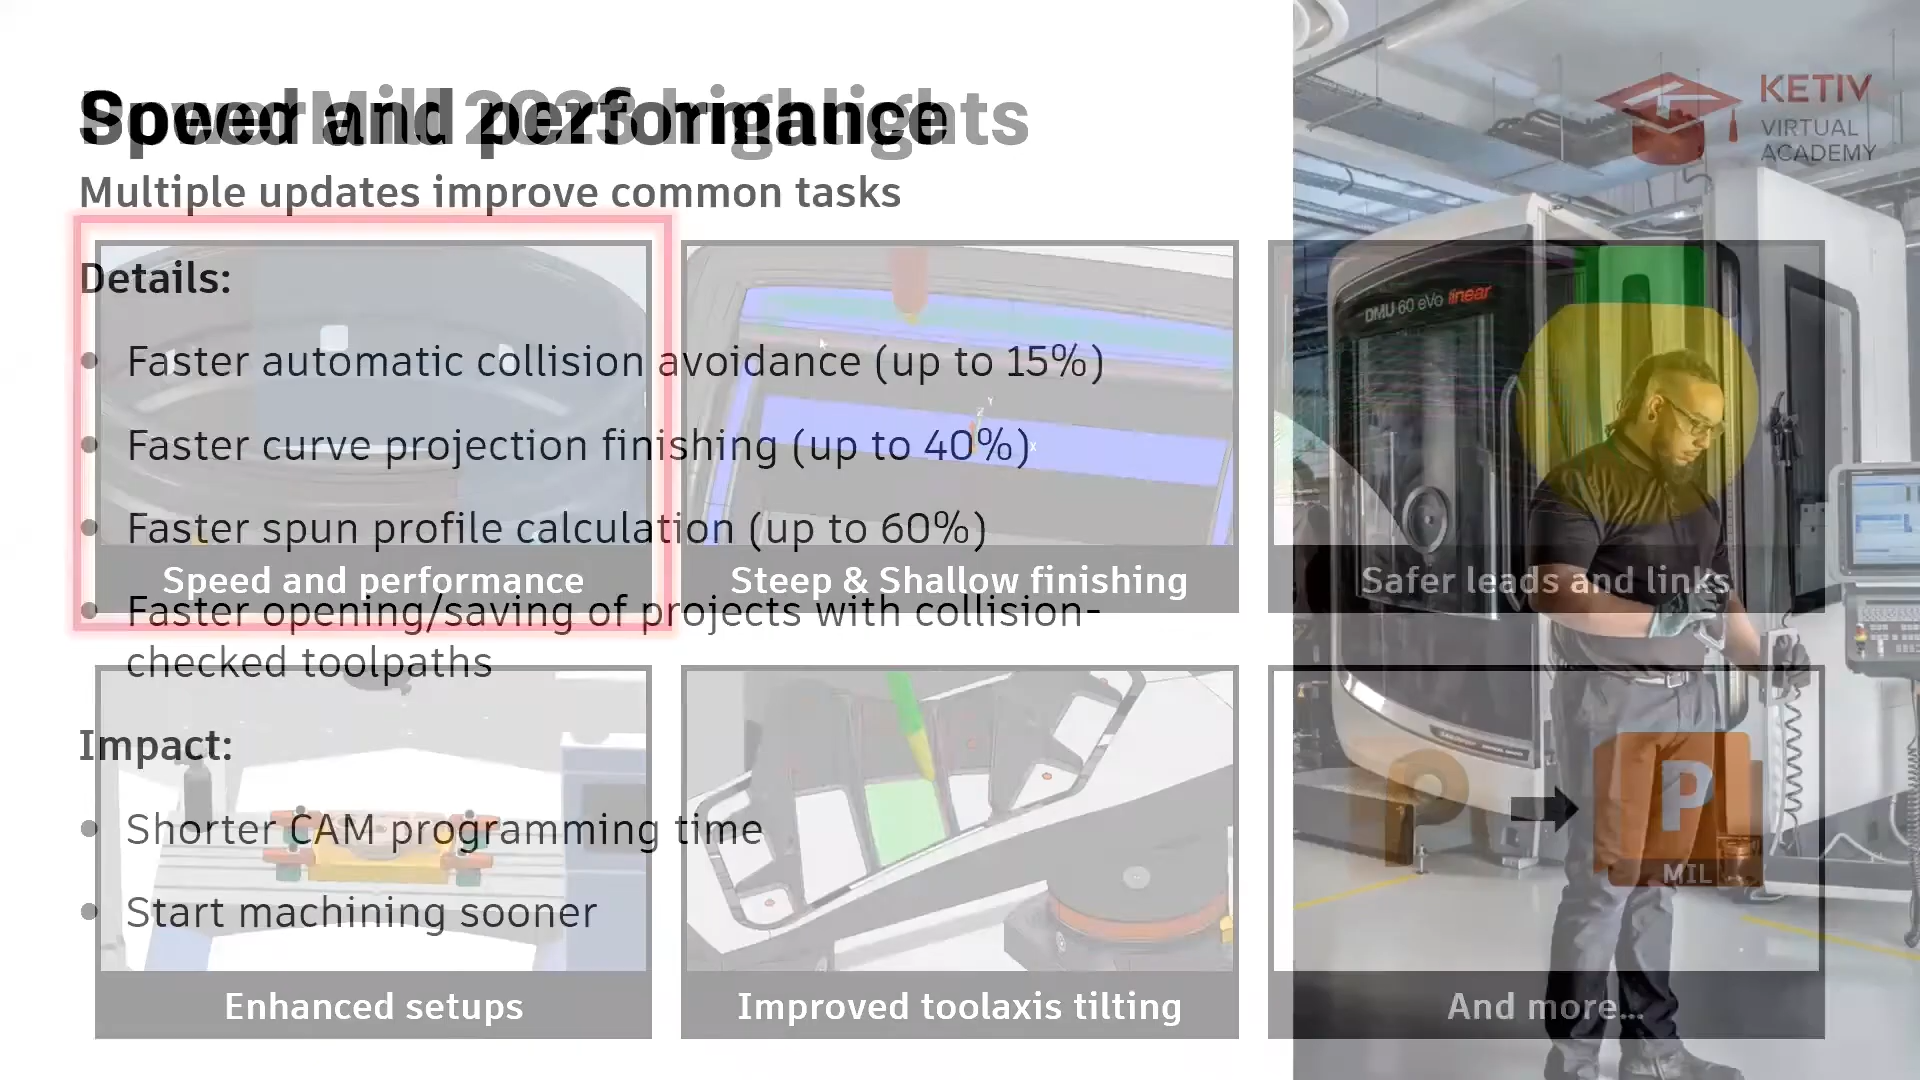 Speed and performance
PowerMill 2023 highlights
Multiple updates improve common tasks
Details:
Faster automatic collision avoidance (up to 15%)
Faster curve projection finishing (up to 40%)
Faster spun profile calculation (up to 60%)
Faster opening/saving of projects with collision-
checked toolpaths
Impact:
Shorter CAM programming time
Start machining sooner
Speed and performance
Steep & Shallow finishing
Safer leads and links
Enhanced setups
Improved toolaxis tilting
And more...
KETIV
VIRTUAL
ACADEMY
DMU 60 eVo linear
Z
Y
X
P
P
MIL